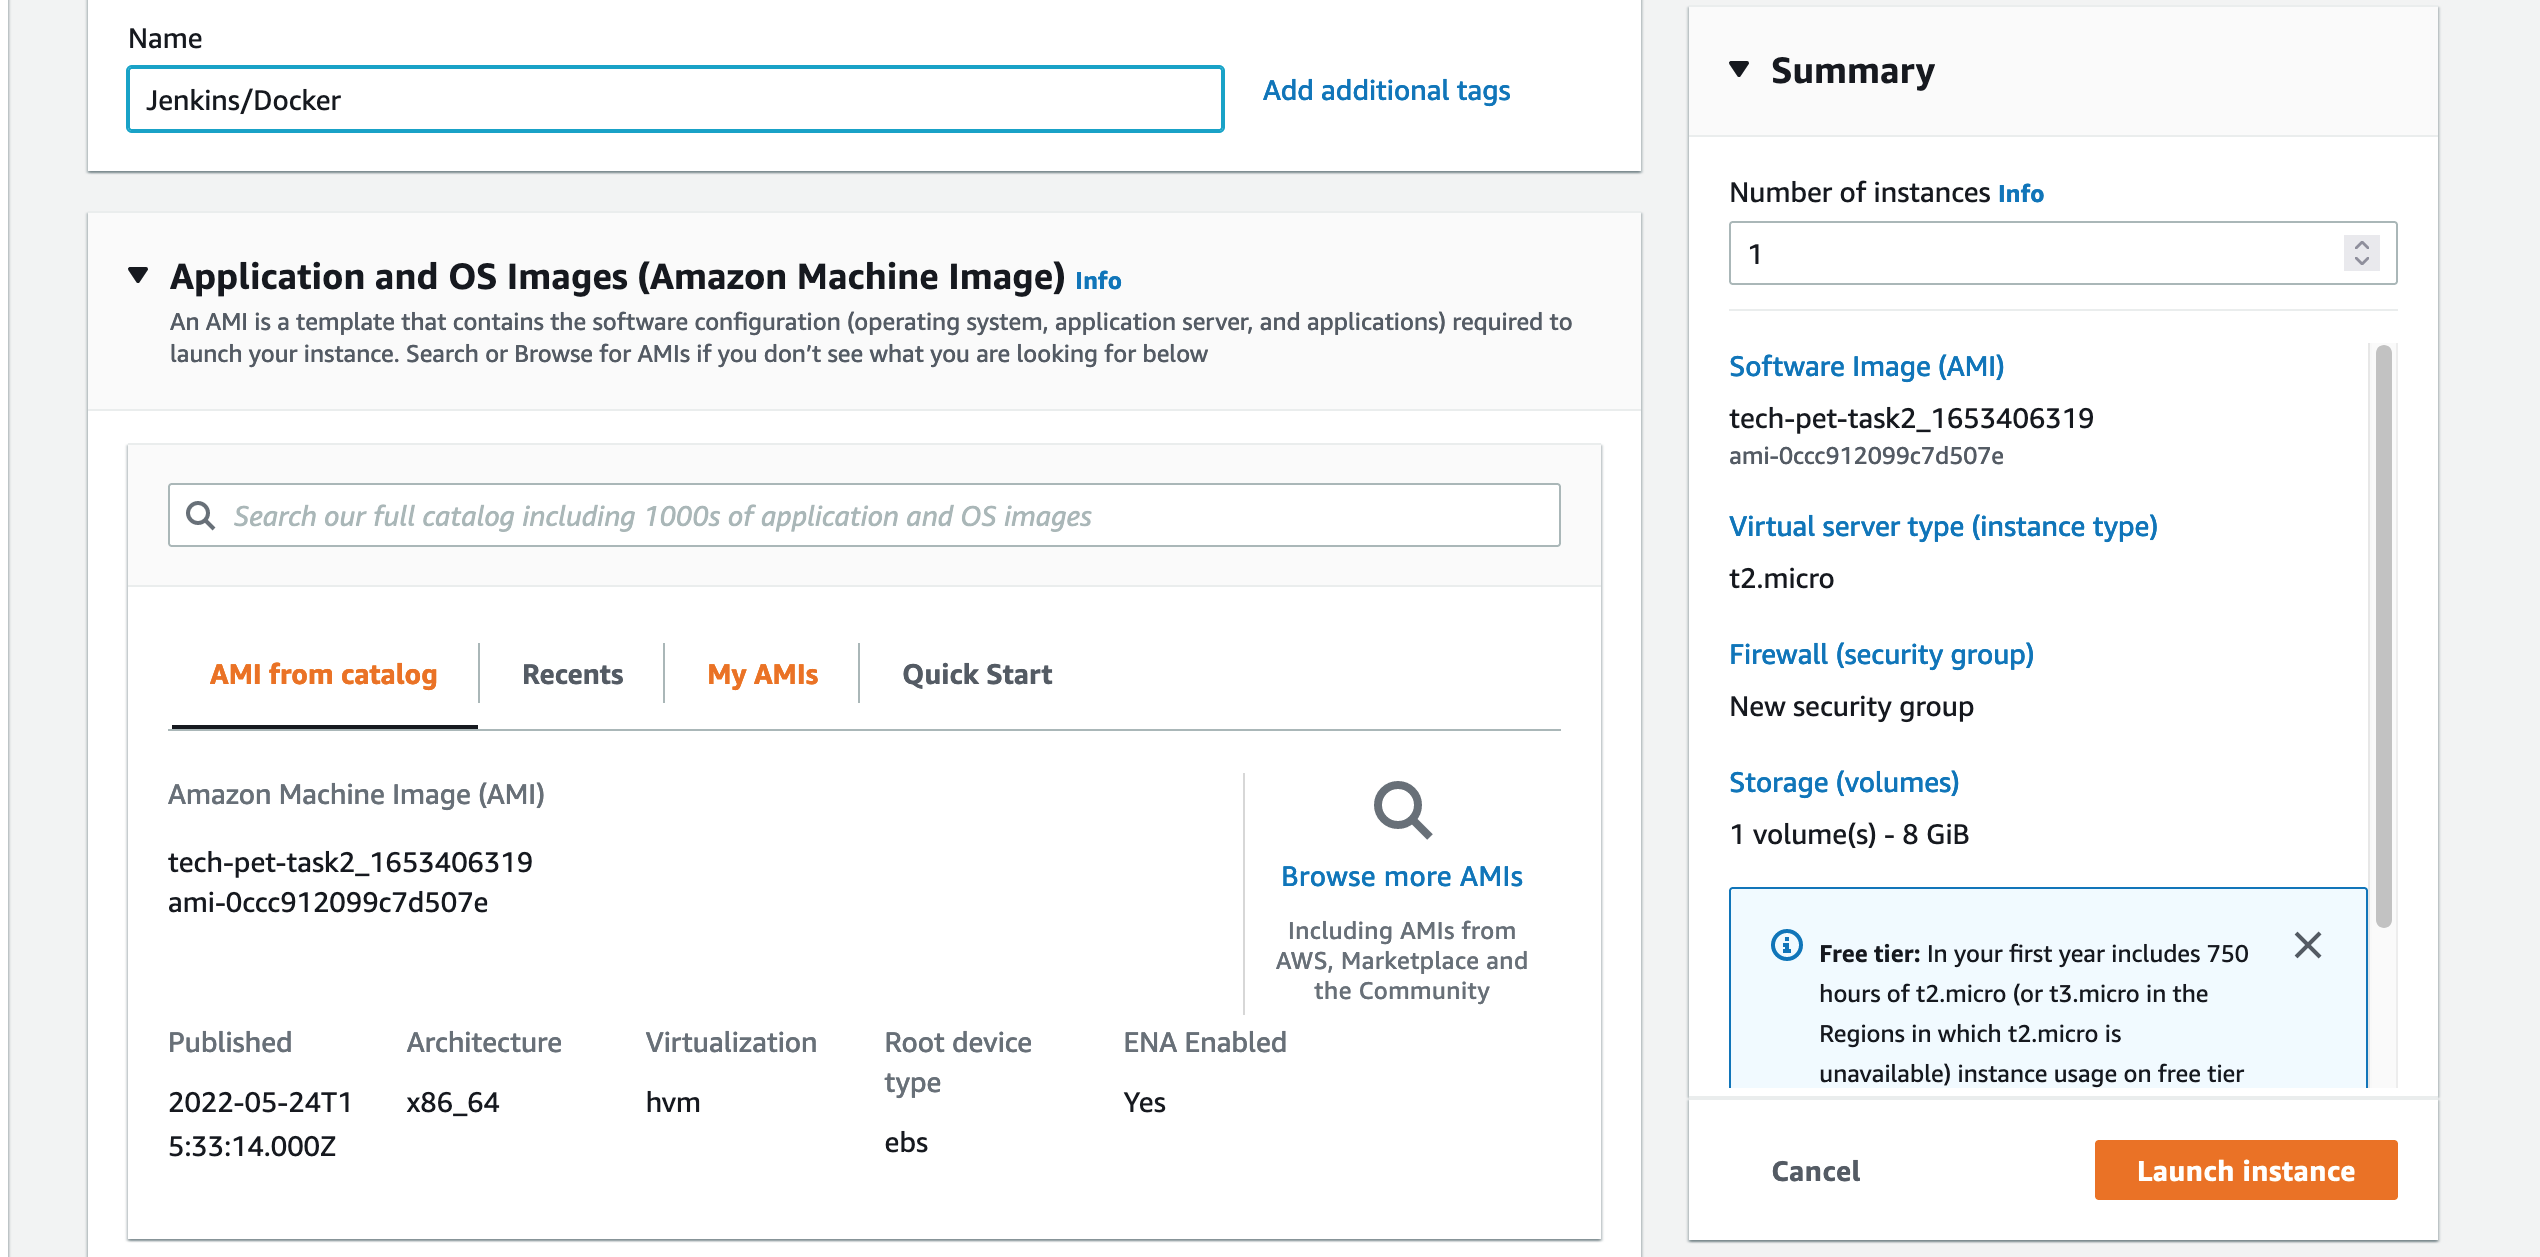 Name
Jenkins/Docker
Add additional tags
Application and OS Images (Amazon Machine Image) Info
An AMI is a template that contains the software configuration (operating system, application server, and applications) required to
launch your instance. Search or Browse for AMIs if you don’t see what you are looking for below
Search our full catalog including 1000s of application and OS images
AMI from catalog
Recents
My AMIs
Quick Start
Amazon Machine Image (AMI)
tech-pet-task2_1653406319
ami-0ccc912099c7d507e
Browse more AMIs
Including AMIs from
AWS, Marketplace and
the Community
Published
2022-05-24T1
5:33:14.000Z
Architecture
x86_64
Virtualization
hvm
Root device
type
ebs
ENA Enabled
Yes
Summary
Number of instances Info
1
Software Image (AMI)
tech-pet-task2_1653406319
ami-0ccc912099c7d507e
Virtual server type (instance type)
t2.micro
Firewall (security group)
New security group
Storage (volumes)
1 volume(s) - 8 GiB
Free tier: In your first year includes 750
hours of t2.micro (or t3.micro in the
Regions in which t2.micro is
unavailable) instance usage on free tier
Cancel
Launch instance